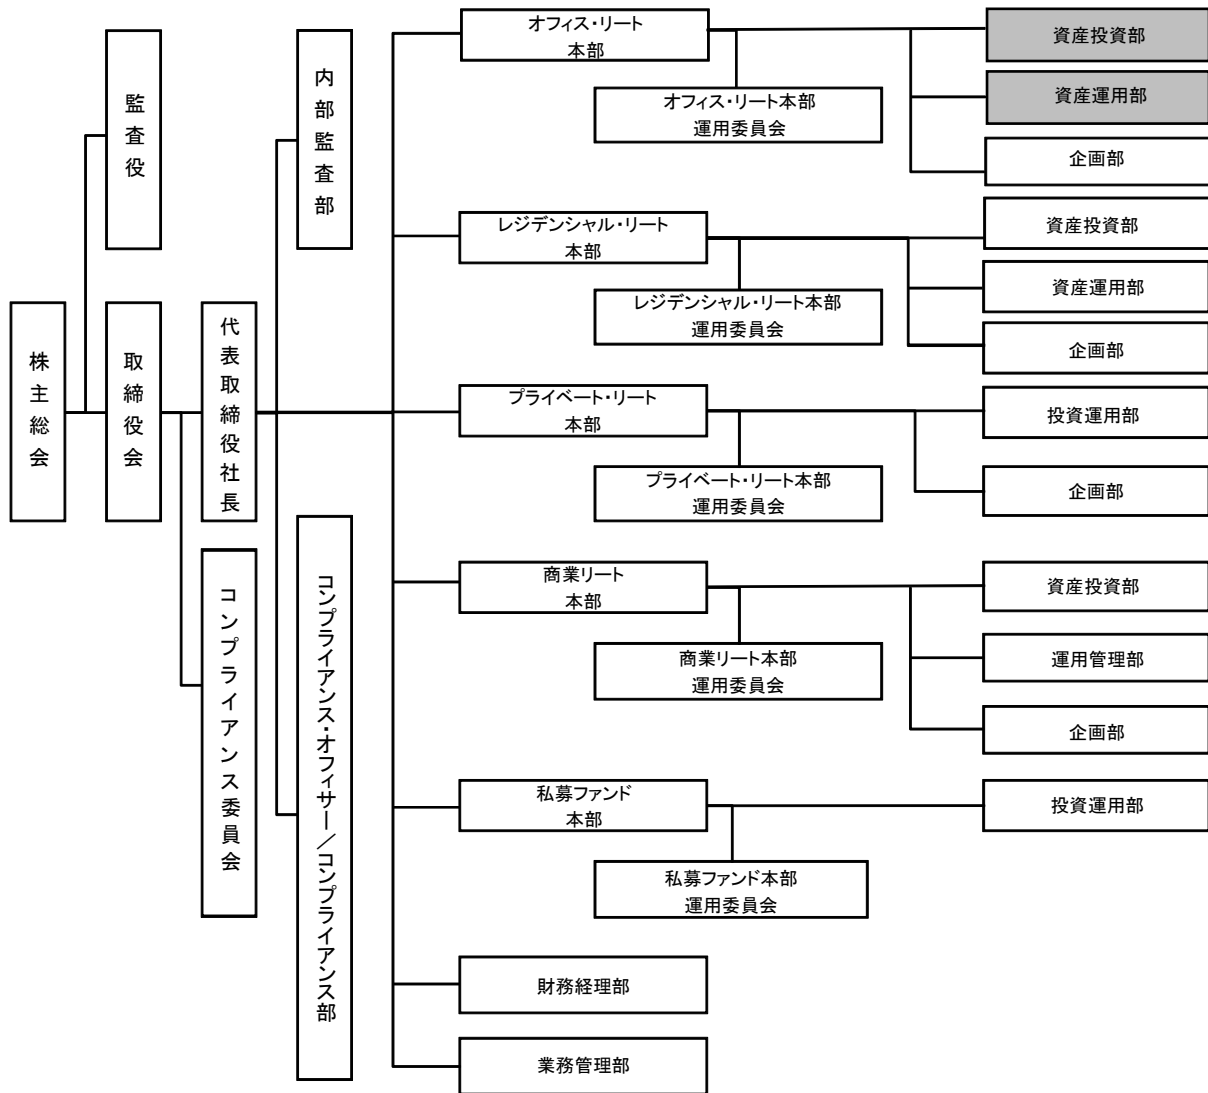 株主総会
監査役
取締役会
代表取締役社長
コンプライアンス委員会
内部監査部
コンプライアンス・オフィサー／コンプライアンス部
オフィス・リート
本部
オフィス・リート本部
運用委員会
資産投資部
資産運用部
企画部
レジデンシャル・リート
本部
レジデンシャル・リート本部
運用委員会
資産投資部
資産運用部
企画部
プライベート・リート
本部
プライベート・リート本部
運用委員会
投資運用部
企画部
商業リート
本部
商業リート本部
運用委員会
資産投資部
運用管理部
企画部
私募ファンド
本部
私募ファンド本部
運用委員会
投資運用部
財務経理部
業務管理部